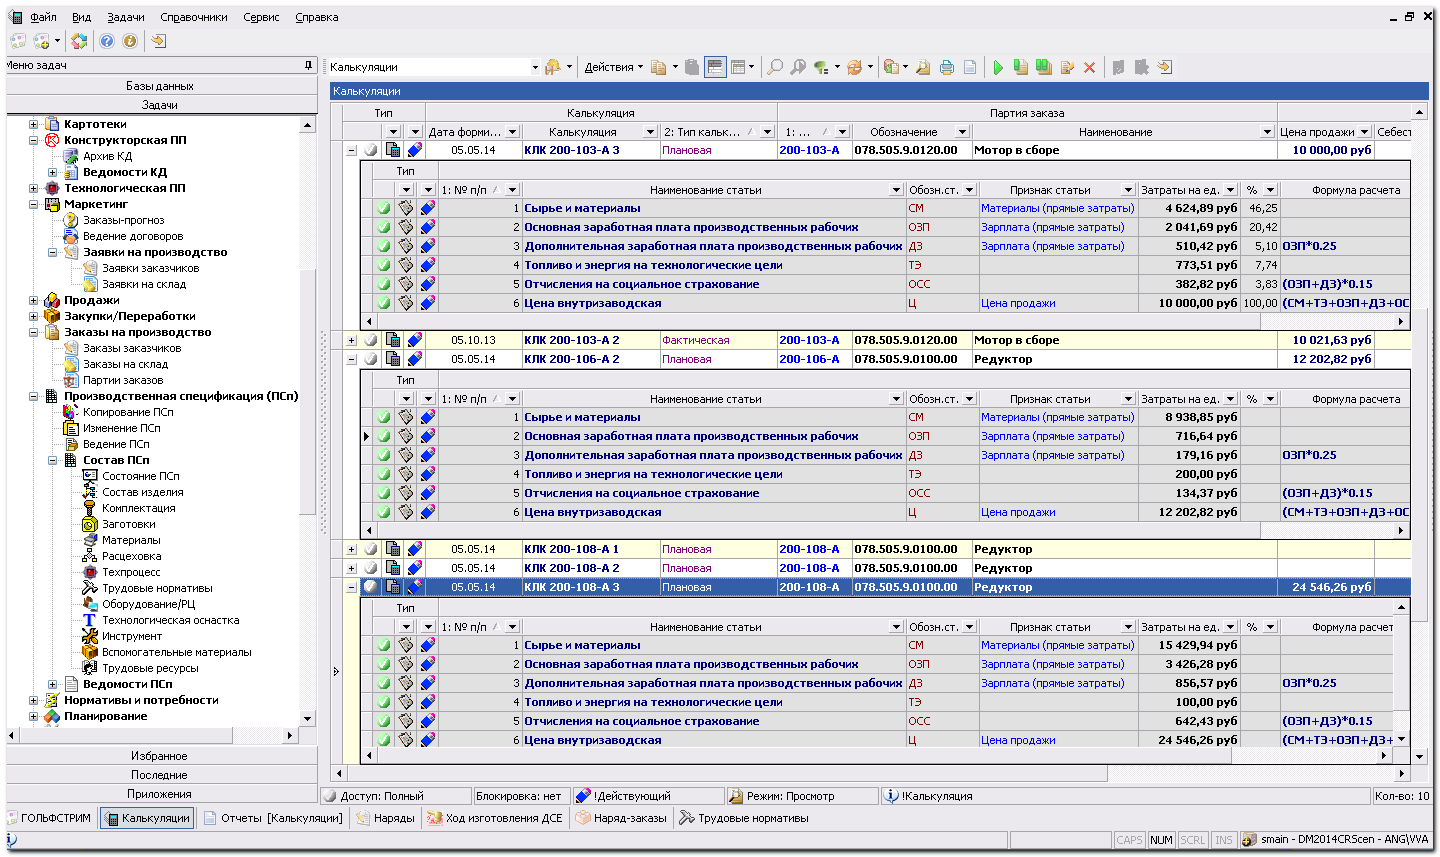 Файл Вид Задачи Справочники Сервис Справка
Меню задач
Базы данных
Задачи
Картотеки
Конструкторская ПП
Архив КД
Ведомости КД
Технологическая ПП
Маркетинг
Заказы-прогноз
Ведение договоров
Заявки на производство
Заявки заказчиков
Заявки на склад
Продажи
Закупки/Переработки
Заказы на производство
Заказы заказчиков
Заказы на склад
Партии заказов
Производственная спецификация (ПСп)
Копирование ПСп
Изменение ПСп
Ведение ПСп
Состав ПСп
Состояние ПСп
Состав изделия
Комплектация
Заготовки
Материалы
Расцеховка
Техпроцесс
Трудовые нормативы
Оборудование/РЦ
Технологическая оснастка
Инструмент
Вспомогательные материалы
Трудовые ресурсы
Ведомости ПСп
Нормативы и потребности
Планирование
Избранное
Последние
Приложения
Калькуляции Действия
Калькуляции
Тип Калькуляция Партия заказа
Дата форми... Калькуляция 2: Тип кальк... 1: ... Обозначение Наименование Цена продажи Себест
05.05.14 КЛК 200-103-А 3 Плановая 200-103-А 078.505.9.0120.00 Мотор в сборе 10 000,00 руб
Тип
1: № п/п Наименование статьи Обозн.ст. Признак статьи Затраты на ед. % Формула расчета
1 Сырье и материалы СМ Материалы (прямые затраты) 4 624,89 руб 46,25
2 Основная заработная плата производственных рабочих ОЗП Зарплата (прямые затраты) 2 041,69 руб 20,42
3 Дополнительная заработная плата производственных рабочих ДЗ Зарплата (прямые затраты) 510,42 руб 5,10 ОЗП*0.25
4 Топливо и энергия на технологические цели ТЭ 773,51 руб 7,74
5 Отчисления на социальное страхование ОСС 382,82 руб 3,83 (ОЗП+ДЗ)*0.15
6 Цена внутризаводская Ц Цена продажи 10 000,00 руб 100,00 (СМ+ТЭ+ОЗП+ДЗ+ОС
05.10.13 КЛК 200-103-А 2 Фактическая 200-103-А 078.505.9.0120.00 Мотор в сборе 10 021,63 руб
05.05.14 КЛК 200-106-А 2 Плановая 200-106-А 078.505.9.0100.00 Редуктор 12 202,82 руб
Тип
1: № п/п Наименование статьи Обозн.ст. Признак статьи Затраты на ед. % Формула расчета
1 Сырье и материалы СМ Материалы (прямые затраты) 8 938,85 руб
2 Основная заработная плата производственных рабочих ОЗП Зарплата (прямые затраты) 716,64 руб
3 Дополнительная заработная плата производственных рабочих ДЗ Зарплата (прямые затраты) 179,16 руб ОЗП*0.25
4 Топливо и энергия на технологические цели ТЭ 200,00 руб
5 Отчисления на социальное страхование ОСС 134,37 руб (ОЗП+ДЗ)*0.15
6 Цена внутризаводская Ц Цена продажи 12 202,82 руб (СМ+ТЭ+ОЗП+ДЗ+ОС
05.05.14 КЛК 200-108-А 1 Плановая 200-108-А 078.505.9.0100.00 Редуктор
05.05.14 КЛК 200-108-А 2 Плановая 200-108-А 078.505.9.0100.00 Редуктор
05.05.14 КЛК 200-108-А 3 Плановая 200-108-А 078.505.9.0100.00 Редуктор 24 546,26 руб
Тип
1: № п/п Наименование статьи Обозн.ст. Признак статьи Затраты на ед. % Формула расчет
1 Сырье и материалы СМ Материалы (прямые затраты) 15 429,94 руб
2 Основная заработная плата производственных рабочих ОЗП Зарплата (прямые затраты) 3 426,28 руб
3 Дополнительная заработная плата производственных рабочих ДЗ Зарплата (прямые затраты) 856,57 руб ОЗП*0.25
4 Топливо и энергия на технологические цели ТЭ 100,00 руб
5 Отчисления на социальное страхование ОСС 642,43 руб (ОЗП+ДЗ)*0.15
6 Цена внутризаводская Ц Цена продажи 24 546,26 руб (СМ+ТЭ+ОЗП+ДЗ+
Доступ: Полный Блокировка: нет !Действующий Режим: Просмотр !Калькуляция Кол-во: 10
ГОЛЬФСТРИМ Калькуляции Отчеты [Калькуляции] Наряды Ход изготовления ДСЕ Наряд-заказы Трудовые нормативы
CAPS NUM SCRL INS smain - DM2014CRScen - ANG\VVA